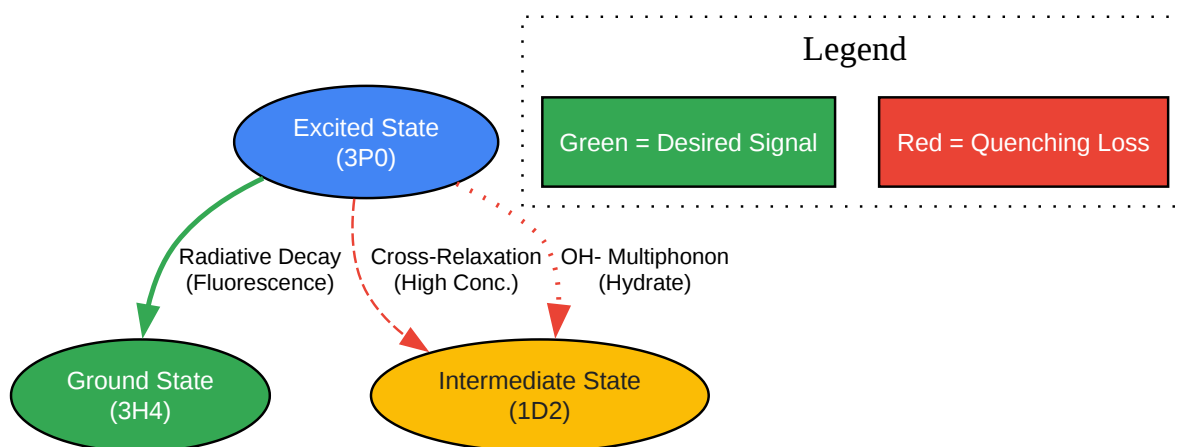 Legend
Green = Desired Signal
Red = Quenching Loss
Excited State
(3P0)
Radiative Decay
(Fluorescence)
Cross-Relaxation
(High Conc.)
OH- Multiphonon
(Hydrate)
Ground State
(3H4)
Intermediate State
(1D2)